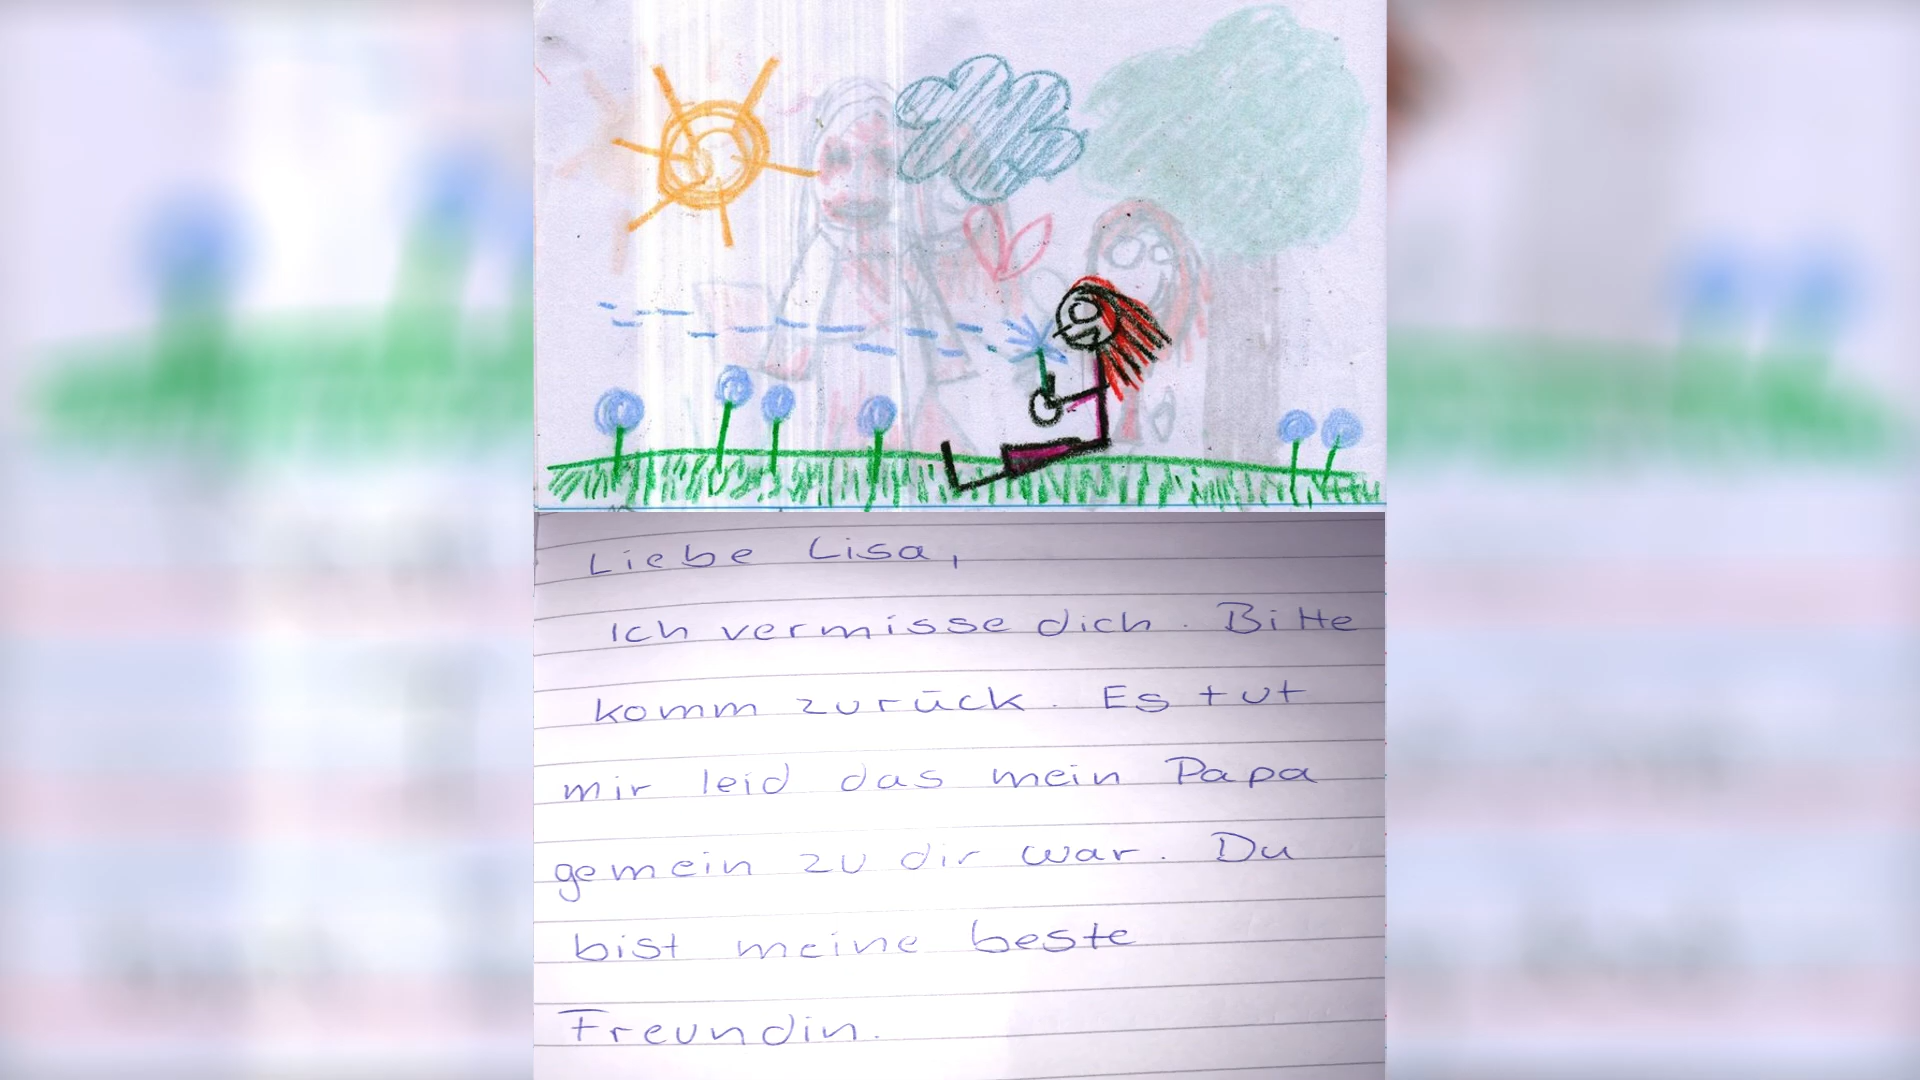 Liebe Lisa,
Ich vermisse dich. Bitte
komm zurück. Es tut
mir leid das mein Papa
gemein zu dir war. Du
bist meine beste
Freundin.